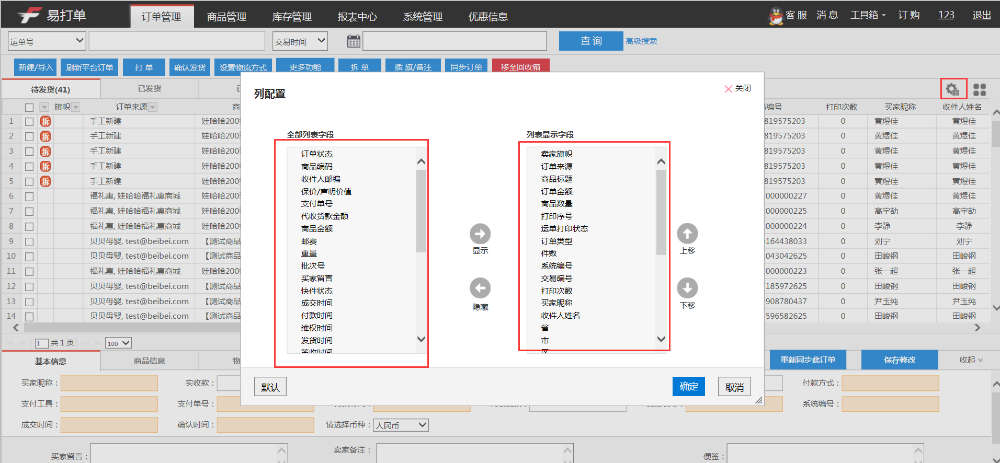 易打单 订单管理 商品管理 库存管理 报表中心 系统管理 优惠信息 客服 消息 工具箱 订购 123 退出
运单号 交易时间 查询 高级搜索
新建/导入 刷新平台订单 打单 确认发货 设置物流方式 更多功能 拆单 插旗/备注 同步订单 移至回收箱
待发货(41) 已发货
旗帜 订单来源 商 编号 打印次数 买家昵称 收件人姓名
1 拆 手工新建 娃哈哈200 819575203 0 黄煜佳 黄煜佳
2 拆 手工新建 娃哈哈200 819575203 0 黄煜佳 黄煜佳
3 拆 手工新建 娃哈哈200 819575203 0 黄煜佳 黄煜佳
4 拆 手工新建 娃哈哈200 819575203 0 黄煜佳 黄煜佳
5 拆 手工新建 娃哈哈200 819575203 0 黄煜佳 黄煜佳
6 福礼惠, 娃哈哈福礼惠商城 娃哈哈200 000000227 0 黄煜佳 黄煜佳
7 福礼惠, 娃哈哈福礼惠商城 娃哈哈200 000000225 0 高宇劼 高宇劼
8 福礼惠, 娃哈哈福礼惠商城 娃哈哈200 000000224 0 李静 李静
9 贝贝母婴, test@beibei.com 【测试商品 164438033 0 刘宁 刘宁
10 贝贝母婴, test@beibei.com 【测试商品 043042625 0 田峻钢 田峻钢
11 福礼惠, 娃哈哈福礼惠商城 娃哈哈200 000000223 0 张一超 张一超
12 贝贝母婴, test@beibei.com 【测试商品 185972625 0 田峻钢 田峻钢
13 贝贝母婴, test@beibei.com 【测试商品 908780437 0 尹玉纯 尹玉纯
14 贝贝母婴, test@beibei.com 【测试商品 596582625 0 田峻钢 田峻钢
1 共 1 页 100
列配置 关闭
全部列表字段
订单状态
商品编码
收件人邮编
保价/声明价值
支付单号
代收货款金额
商品金额
邮费
重量
批次号
买家留言
快件状态
成交时间
付款时间
维权时间
发货时间
签收时间
显示
隐藏
列表显示字段
卖家旗帜
订单来源
商品标题
订单金额
商品数量
打印序号
运单打印状态
订单类型
件数
系统编号
交易编号
打印次数
买家昵称
收件人姓名
省
市
区
上移
下移
默认 确定 取消
基本信息 商品信息 物 重新同步此订单 保存修改 收起
买家昵称： 实收款： 付款方式：
支付工具： 支付单号： 系统编号：
成交时间： 确认时间： 请选择币种： 人民币
买家留言： 卖家备注： 便签：